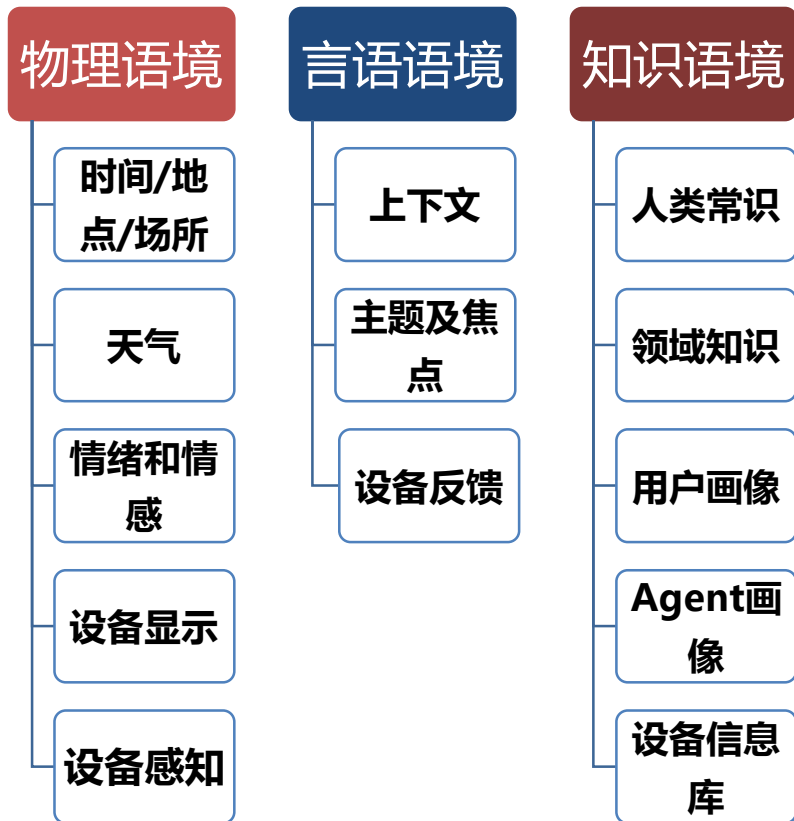 物理语境
时间/地
点/场所
天气
情绪和情
感
设备显示
设备感知
言语语境
上下文
主题及焦
点
设备反馈
知识语境
人类常识
领域知识
用户画像
Agent画
像
设备信息
库